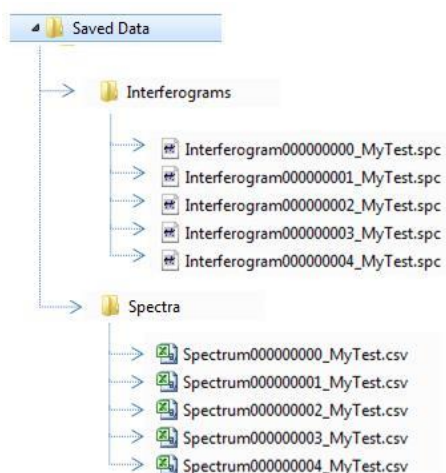 Saved Data
Interferograms
Interferogram000000000_MyTest.spc
Interferogram000000001_MyTest.spc
Interferogram000000002_MyTest.spc
Interferogram000000003_MyTest.spc
Interferogram000000004_MyTest.spc
Spectra
Spectrum000000000_MyTest.csv
Spectrum000000001_MyTest.csv
Spectrum000000002_MyTest.csv
Spectrum000000003_MyTest.csv
Spectrum000000004_MyTest.csv